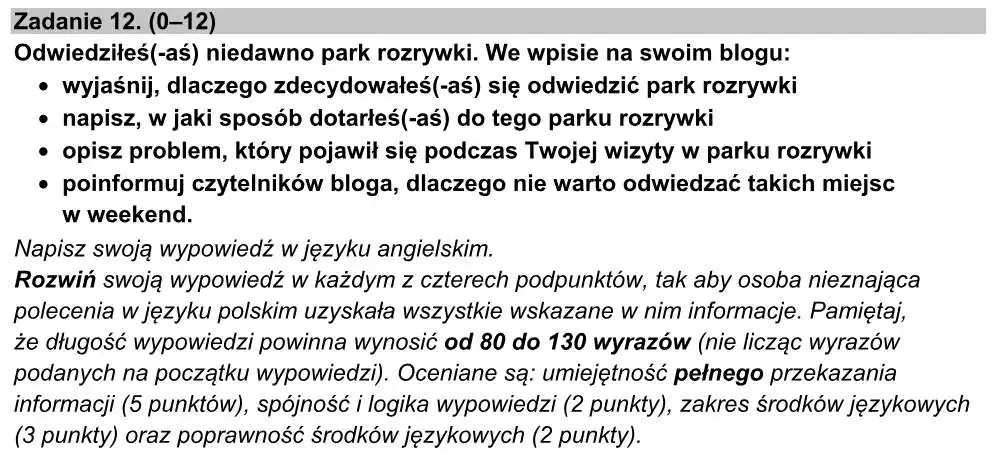 Zadanie 12. (0–12)
Odwiedziłeś(-aś) niedawno park rozrywki. We wpisie na swoim blogu:
• wyjaśnij, dlaczego zdecydowałeś(-aś) się odwiedzić park rozrywki
• napisz, w jaki sposób dotarłeś(-aś) do tego parku rozrywki
• opisz problem, który pojawił się podczas Twojej wizyty w parku rozrywki
• poinformuj czytelników bloga, dlaczego nie warto odwiedzać takich miejsc
w weekend.
Napisz swoją wypowiedź w języku angielskim.
Rozwiń swoją wypowiedź w każdym z czterech podpunktów, tak aby osoba nieznająca
polecenia w języku polskim uzyskała wszystkie wskazane w nim informacje. Pamiętaj,
że długość wypowiedzi powinna wynosić od 80 do 130 wyrazów (nie licząc wyrazów
podanych na początku wypowiedzi). Oceniane są: umiejętność pełnego przekazania
informacji (5 punktów), spójność i logika wypowiedzi (2 punkty), zakres środków językowych
(3 punkty) oraz poprawność środków językowych (2 punkty).